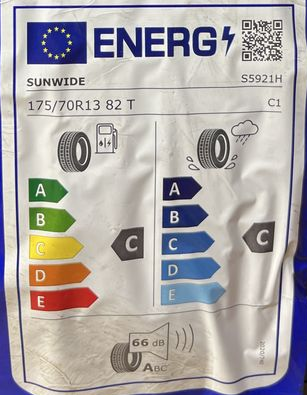 ENERG
SUNWIDE S5921H
175/70R13 82 T C1
A A
B B
C C C C
D D
E E
66 dB
ABC